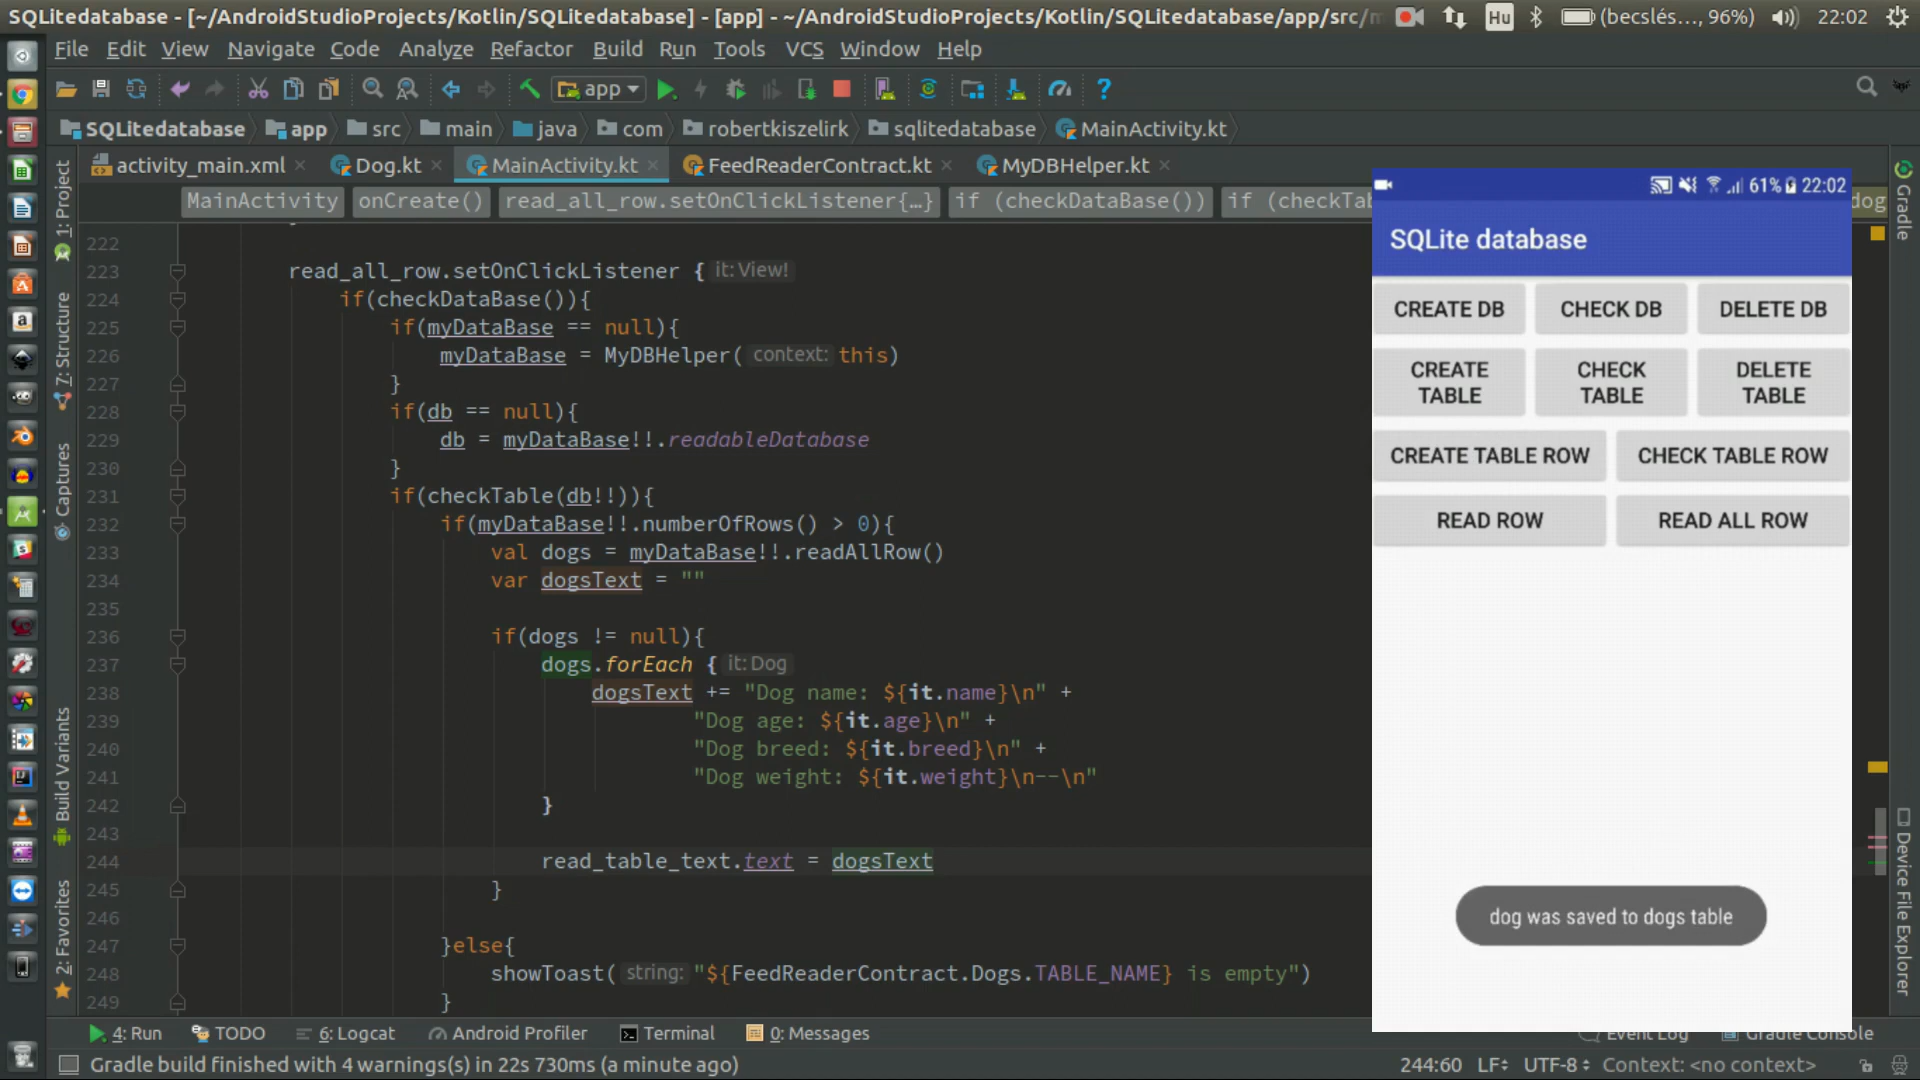 SQLitedatabase - [~/AndroidStudioProjects/Kotlin/SQLitedatabase] - [app] - ~/AndroidStudioProjects/Kotlin/SQLitedatabase/app/src/m
Hu (becslés..., 96%) 22:02
File Edit View Navigate Code Analyze Refactor Build Run Tools VCS Window Help
app
SQLitedatabase app src main java com robertkiszelirk sqlitedatabase MainActivity.kt
activity_main.xml Dog.kt MainActivity.kt FeedReaderContract.kt MyDBHelper.kt
MainActivity onCreate() read_all_row.setOnClickListener{...} if (checkDataBase()) if (checkTa dog
1: Project
7: Structure
Captures
Build Variants
2: Favorites
Gradle
Device File Explorer
222
223 read_all_row.setOnClickListener { it: View!
224 if(checkDataBase()){
225 if(myDataBase == null){
226 myDataBase = MyDBHelper( context: this)
227 }
228 if(db == null){
229 db = myDataBase!!.readableDatabase
230 }
231 if(checkTable(db!!)){
232 if(myDataBase!!.numberOfRows() > 0){
233 val dogs = myDataBase!!.readAllRow()
234 var dogsText = ""
235
236 if(dogs != null){
237 dogs.forEach { it: Dog
238 dogsText += "Dog name: ${it.name}\n" +
239 "Dog age: ${it.age}\n" +
240 "Dog breed: ${it.breed}\n" +
241 "Dog weight: ${it.weight}\n--\n"
242 }
243
244 read_table_text.text = dogsText
245 }
246
247 }else{
248 showToast( string: "${FeedReaderContract.Dogs.TABLE_NAME} is empty")
249 }
61% 22:02
SQLite database
CREATE DB CHECK DB DELETE DB
CREATE TABLE CHECK TABLE DELETE TABLE
CREATE TABLE ROW CHECK TABLE ROW
READ ROW READ ALL ROW
dog was saved to dogs table
4: Run TODO 6: Logcat Android Profiler Terminal 0: Messages Event Log Gradle Console
Gradle build finished with 4 warnings(s) in 22s 730ms (a minute ago) 244:60 LF UTF-8 Context: <no context>